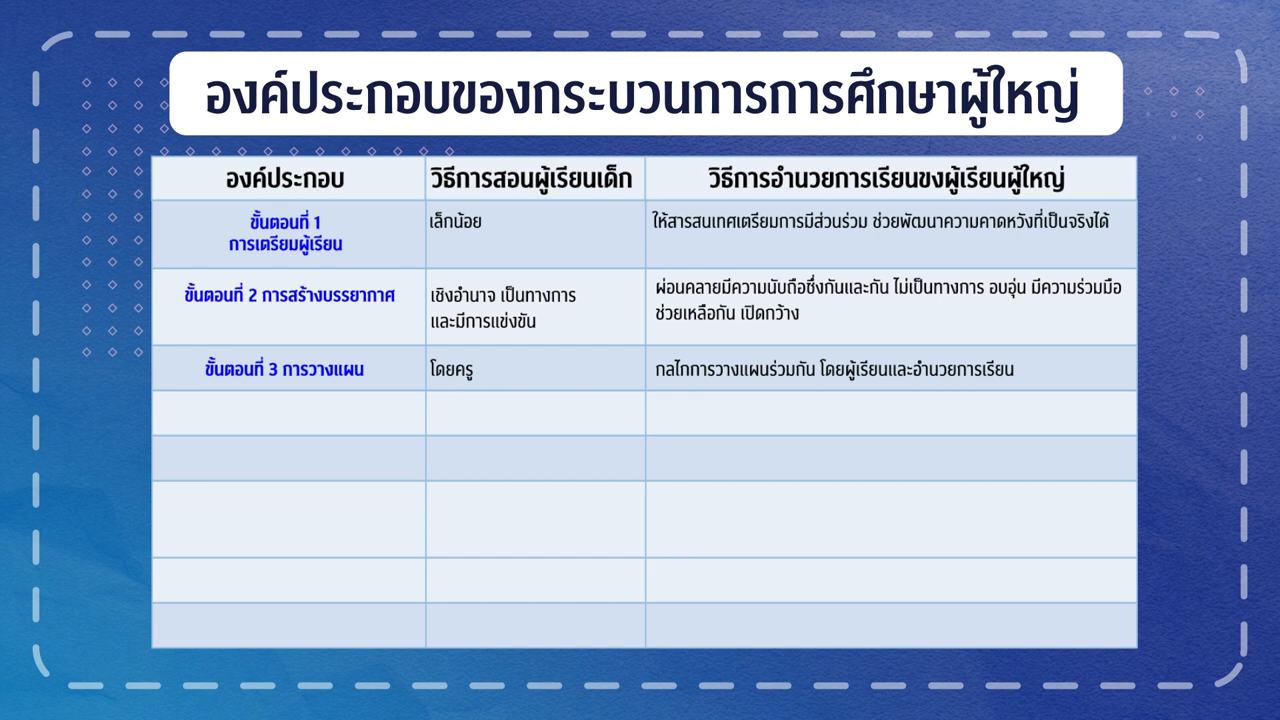 องค์ประกอบของกระบวนการการศึกษาผู้ใหญ่
องค์ประกอบ
วิธีการสอนผู้เรียนเด็ก
วิธีการอำนวยการเรียนขงผู้เรียนผู้ใหญ่
ขั้นตอนที่ 1
การเตรียมผู้เรียน
เล็กน้อย
ให้สารสนเทศเตรียมการมีส่วนร่วม ช่วยพัฒนาความคาดหวังที่เป็นจริงได้
ขั้นตอนที่ 2 การสร้างบรรยากาศ
เชิงอำนาจ เป็นทางการ
และมีการแข่งขัน
ผ่อนคลายมีความนับถือซึ่งกันและกัน ไม่เป็นทางการ อบอุ่น มีความร่วมมือ
ช่วยเหลือกัน เปิดกว้าง
ขั้นตอนที่ 3 การวางแผน
โดยครู
กลไกการวางแผนร่วมกัน โดยผู้เรียนและอำนวยการเรียน